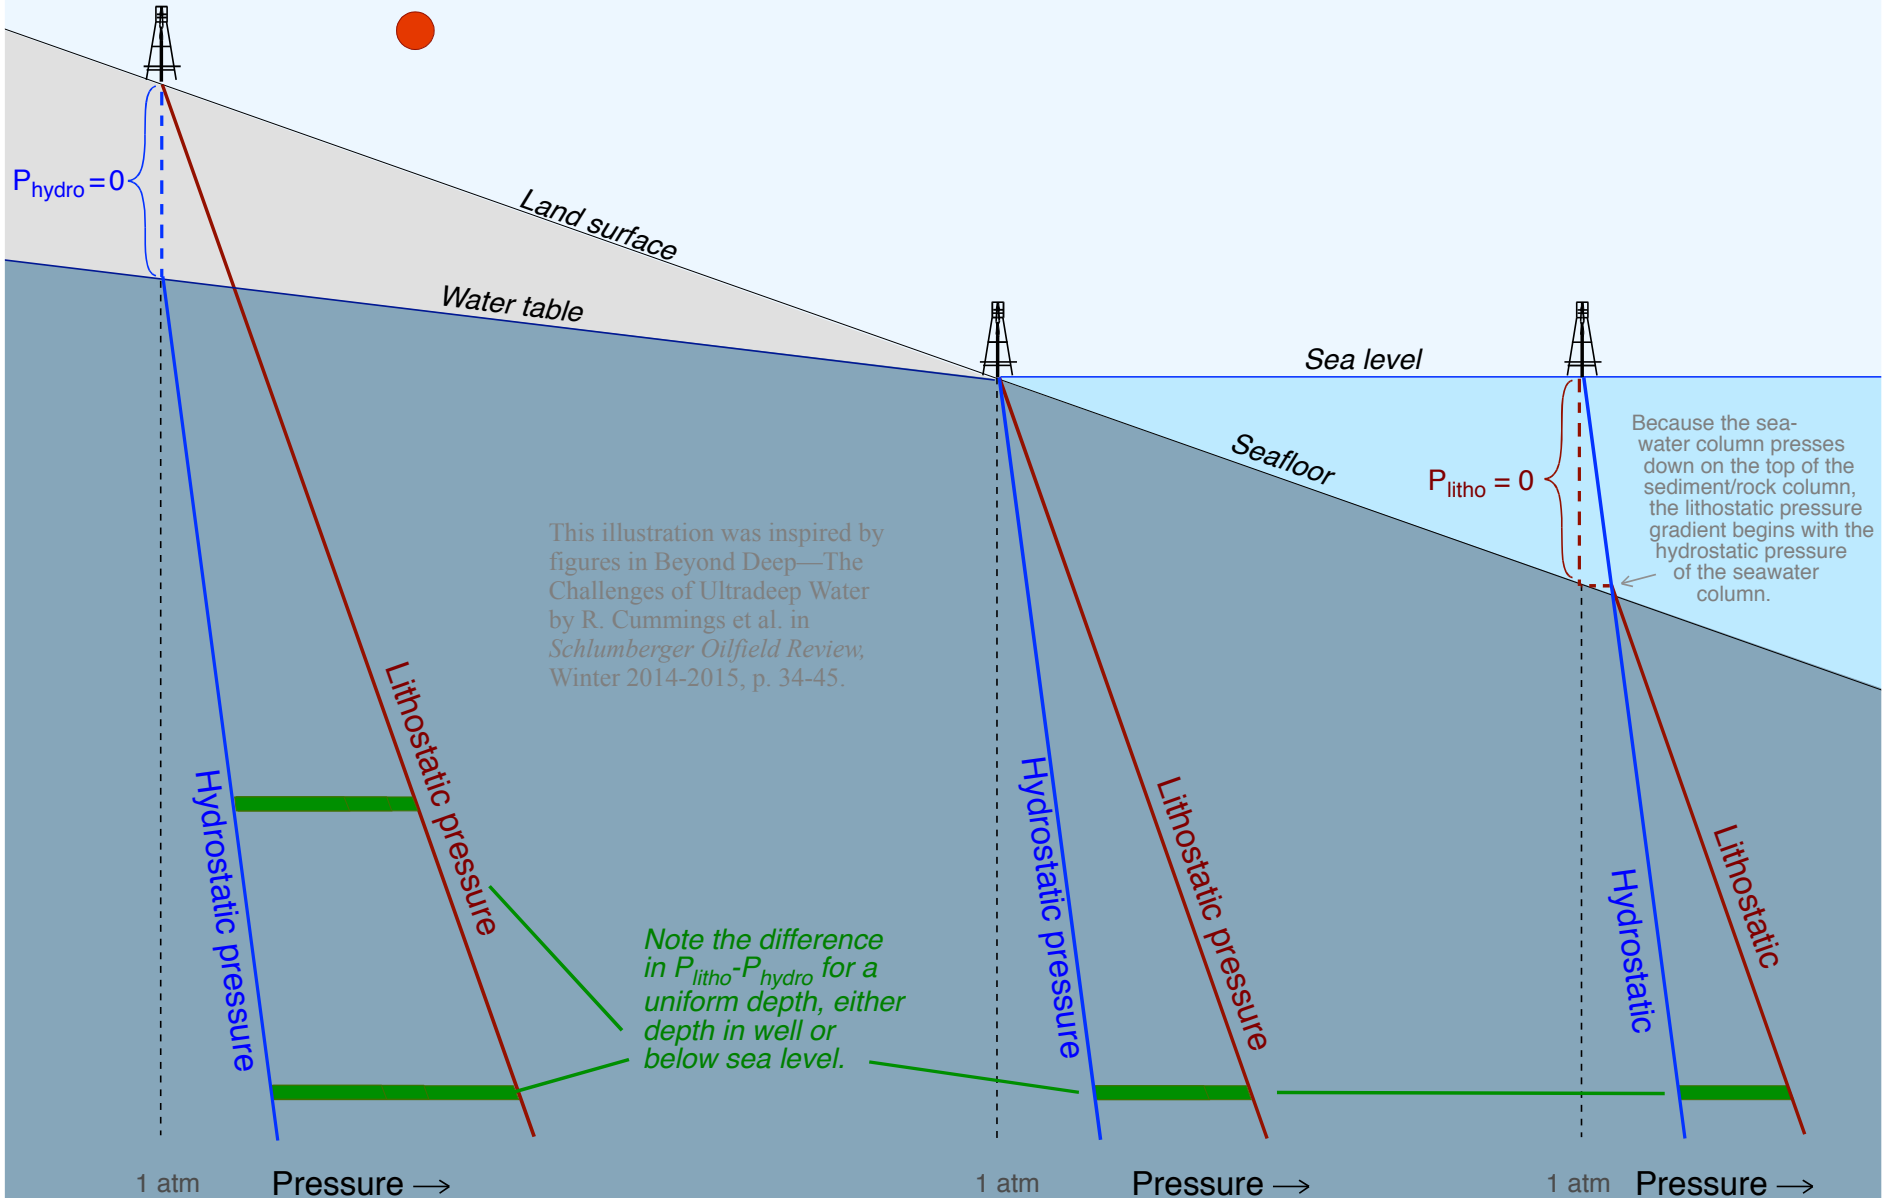 P_hydro = 0
Land surface
Water table
Sea level
Seafloor
P_litho = 0
Because the sea-
water column presses
down on the top of the
sediment/rock column,
the lithostatic pressure
gradient begins with the
hydrostatic pressure
of the seawater
column.
This illustration was inspired by
figures in Beyond Deep—The
Challenges of Ultradeep Water
by R. Cummings et al. in
Schlumberger Oilfield Review,
Winter 2014-2015, p. 34-45.
Hydrostatic pressure
Lithostatic pressure
Hydrostatic pressure
Lithostatic pressure
Hydrostatic
Lithostatic
Note the difference
in P_litho-P_hydro for a
uniform depth, either
depth in well or
below sea level.
1 atm Pressure →
1 atm Pressure →
1 atm Pressure →